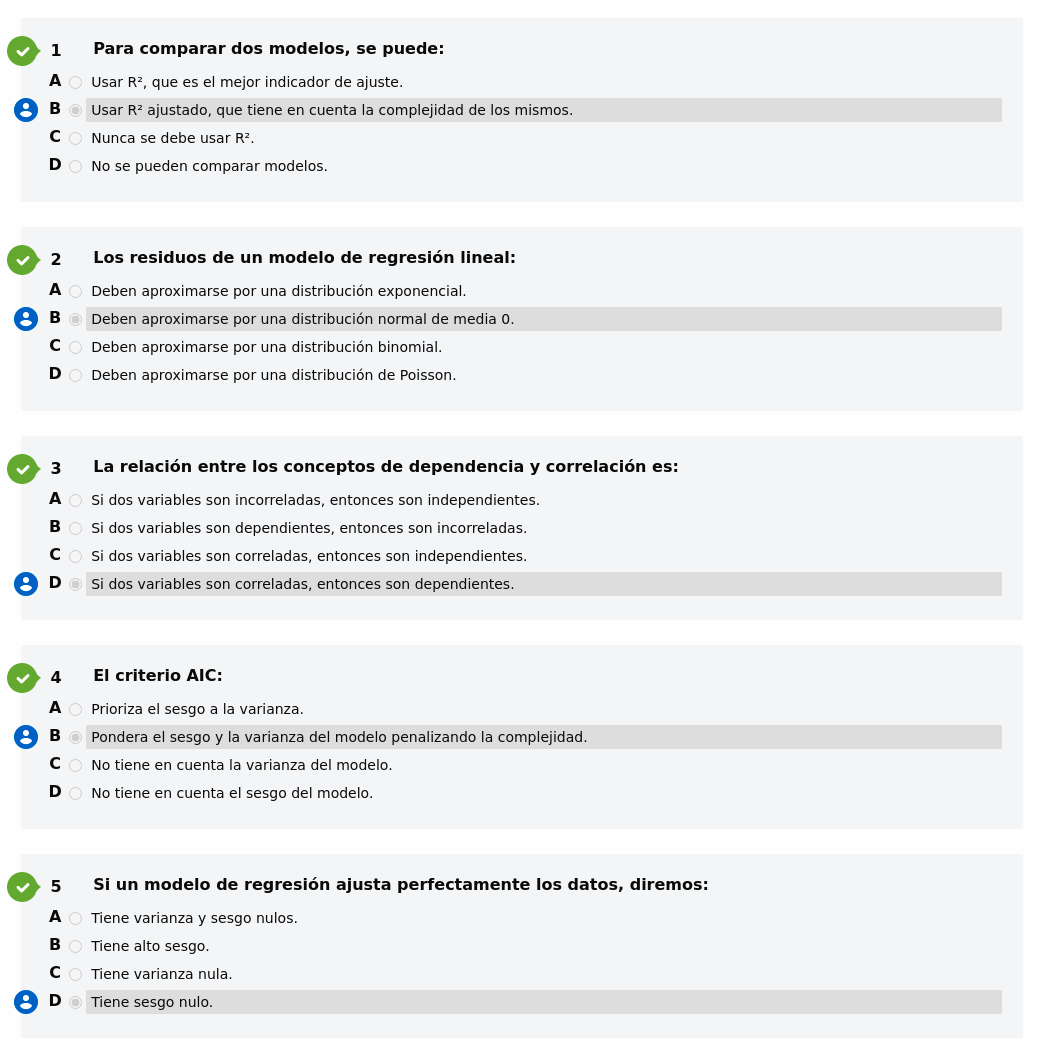 1 Para comparar dos modelos, se puede:
A Usar R², que es el mejor indicador de ajuste.
B Usar R² ajustado, que tiene en cuenta la complejidad de los mismos.
C Nunca se debe usar R².
D No se pueden comparar modelos.
2 Los residuos de un modelo de regresión lineal:
A Deben aproximarse por una distribución exponencial.
B Deben aproximarse por una distribución normal de media 0.
C Deben aproximarse por una distribución binomial.
D Deben aproximarse por una distribución de Poisson.
3 La relación entre los conceptos de dependencia y correlación es:
A Si dos variables son incorreladas, entonces son independientes.
B Si dos variables son dependientes, entonces son incorreladas.
C Si dos variables son correladas, entonces son independientes.
D Si dos variables son correladas, entonces son dependientes.
4 El criterio AIC:
A Prioriza el sesgo a la varianza.
B Pondera el sesgo y la varianza del modelo penalizando la complejidad.
C No tiene en cuenta la varianza del modelo.
D No tiene en cuenta el sesgo del modelo.
5 Si un modelo de regresión ajusta perfectamente los datos, diremos:
A Tiene varianza y sesgo nulos.
B Tiene alto sesgo.
C Tiene varianza nula.
D Tiene sesgo nulo.